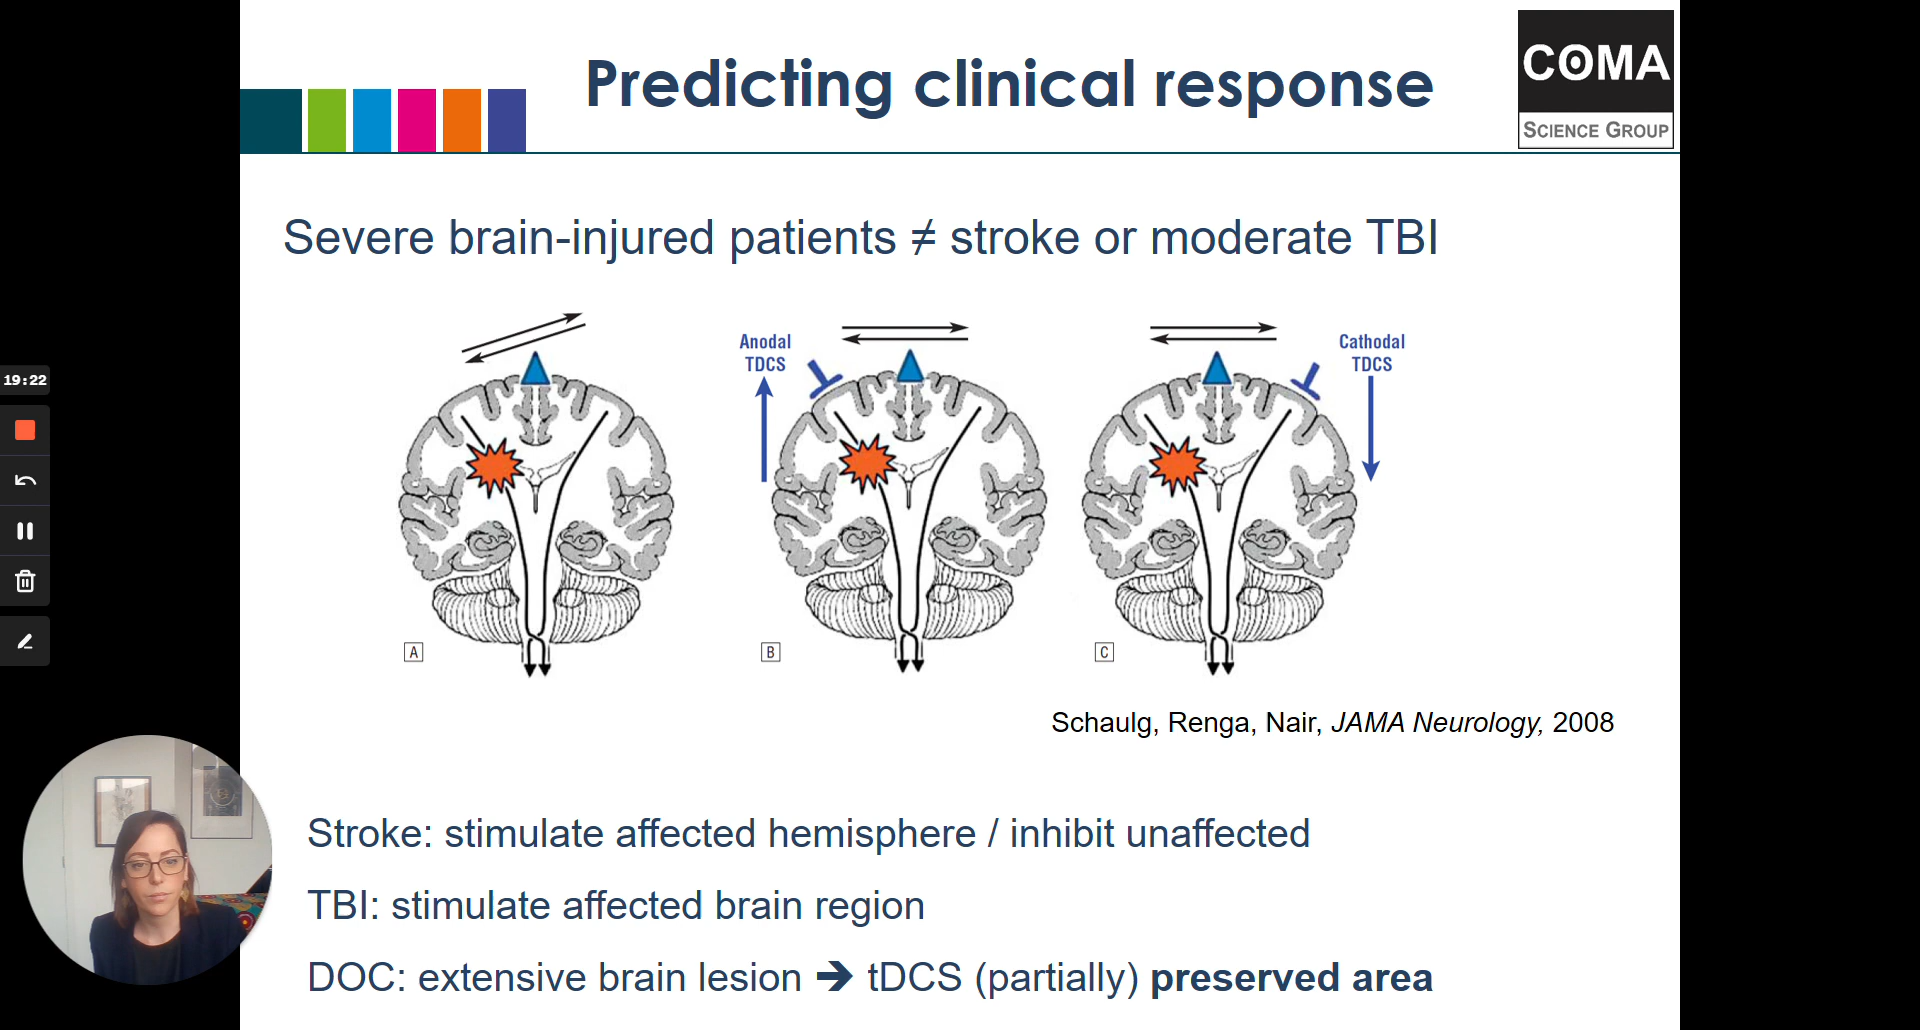 Predicting clinical response
COMA
SCIENCE GROUP
Severe brain-injured patients ≠ stroke or moderate TBI
Anodal
TDCS
Cathodal
TDCS
19:22
A
B
C
Schaulg, Renga, Nair, JAMA Neurology, 2008
Stroke: stimulate affected hemisphere / inhibit unaffected
TBI: stimulate affected brain region
DOC: extensive brain lesion ➔ tDCS (partially) preserved area